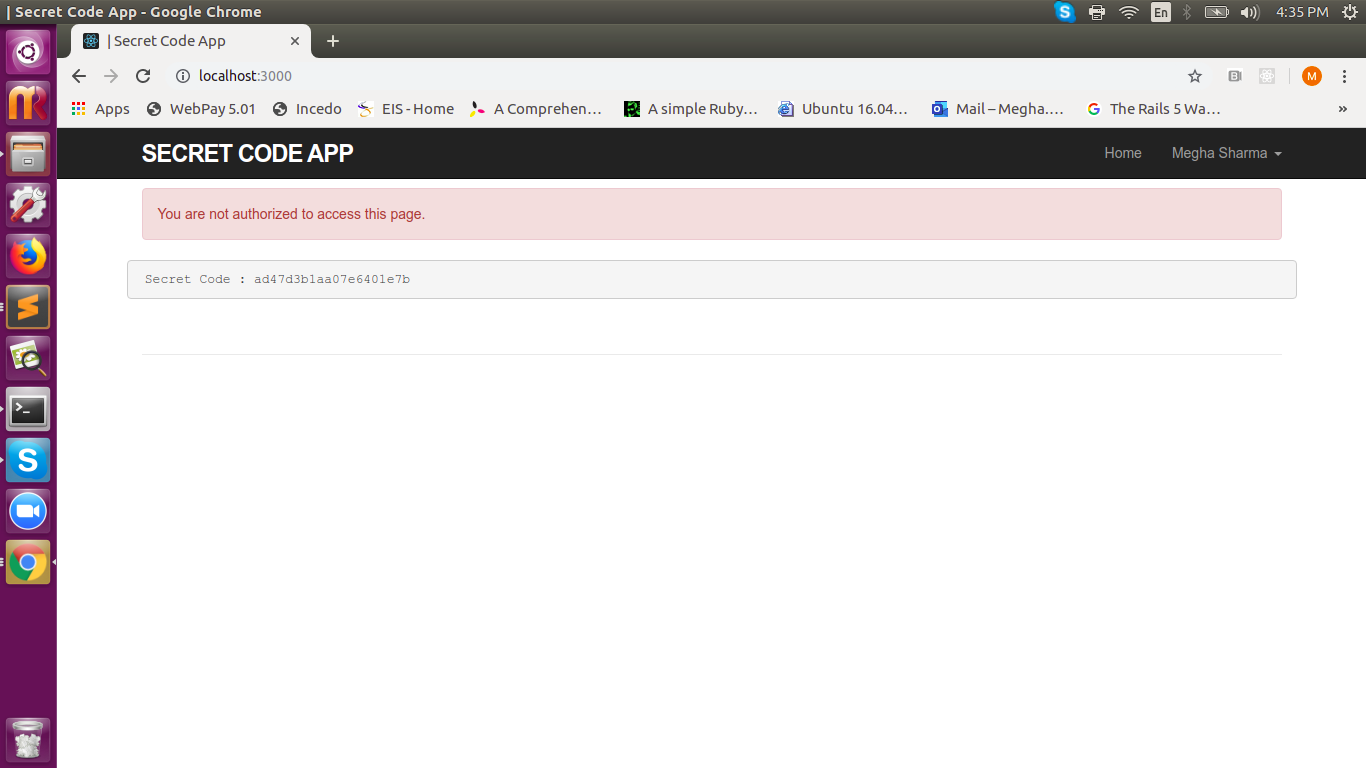 | Secret Code App - Google Chrome
En
4:35 PM
| Secret Code App
localhost:3000
M
Apps
WebPay 5.01
Incedo
EIS - Home
A Comprehen…
A simple Ruby…
Ubuntu 16.04…
Mail – Megha.…
The Rails 5 Wa…
»
SECRET CODE APP
Home
Megha Sharma
You are not authorized to access this page.
Secret Code : ad47d3b1aa07e6401e7b